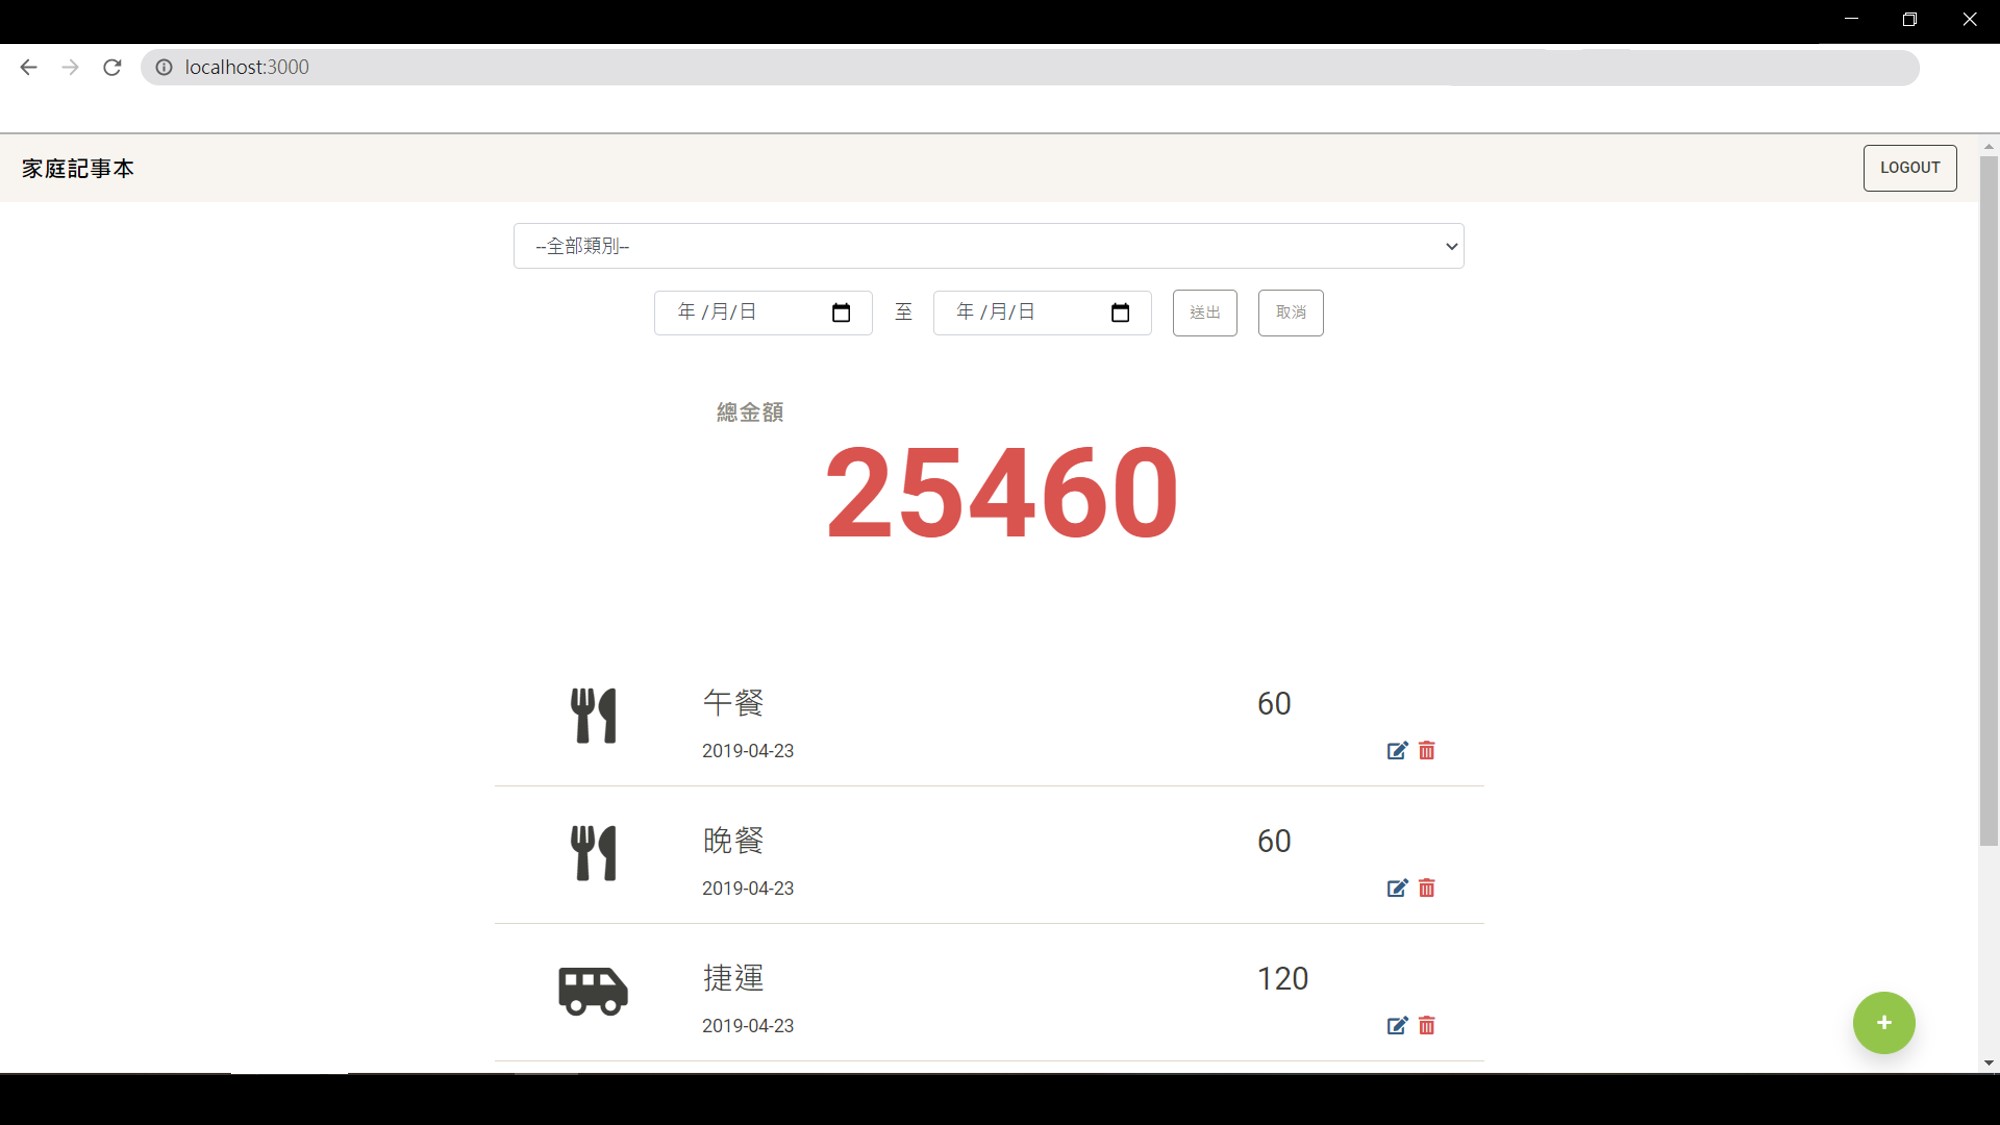 localhost:3000
家庭記事本
LOGOUT
--全部類別--
年 /月/日 至 年 /月/日 送出 取消
總金額
25460
午餐 60
2019-04-23
晚餐 60
2019-04-23
捷運 120
2019-04-23
+